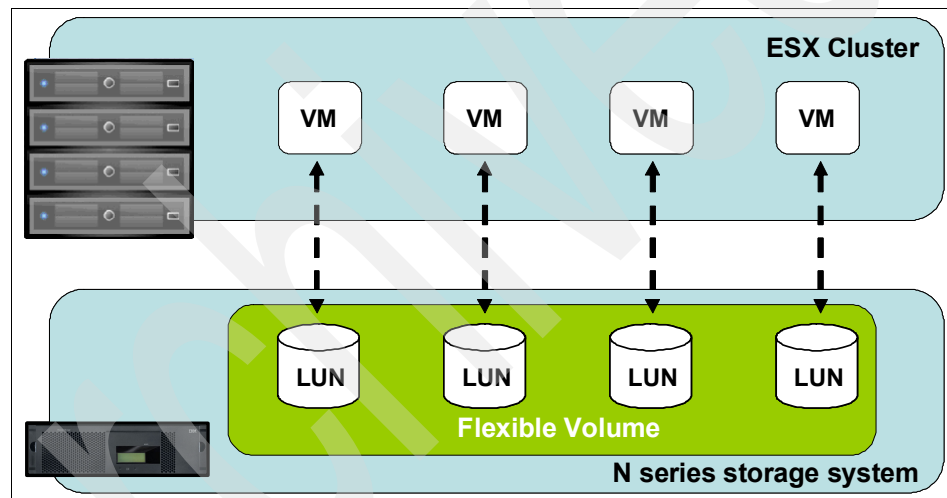 ESX Cluster
VM VM VM VM
LUN LUN LUN LUN
Flexible Volume
N series storage system